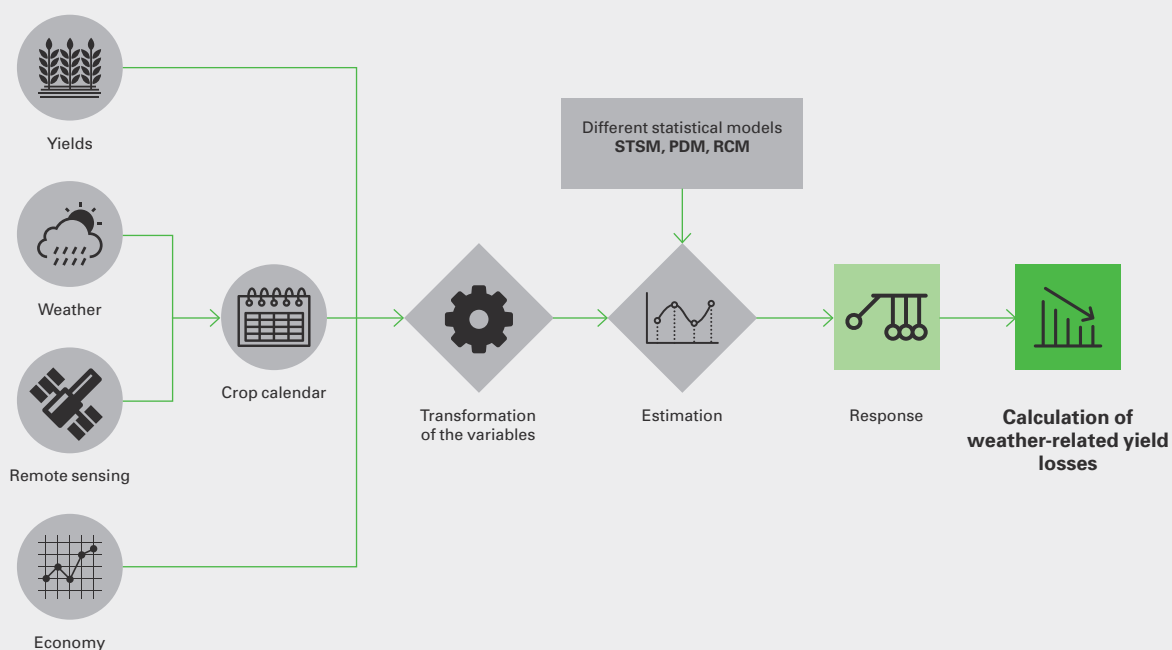 Yields
Weather
Remote sensing
Economy
Crop calendar
Transformation
of the variables
Different statistical models
STSM, PDM, RCM
Estimation
Response
Calculation of
weather-related yield
losses